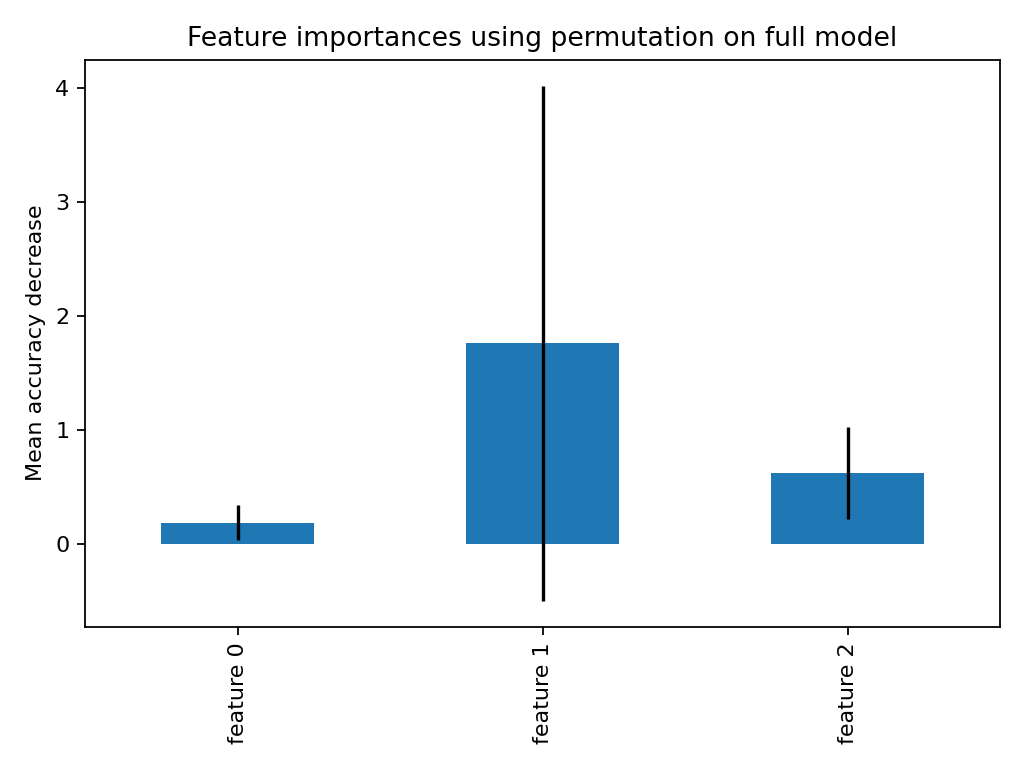 Feature importances using permutation on full model
Mean accuracy decrease
4
3
2
1
0
feature 0
feature 1
feature 2